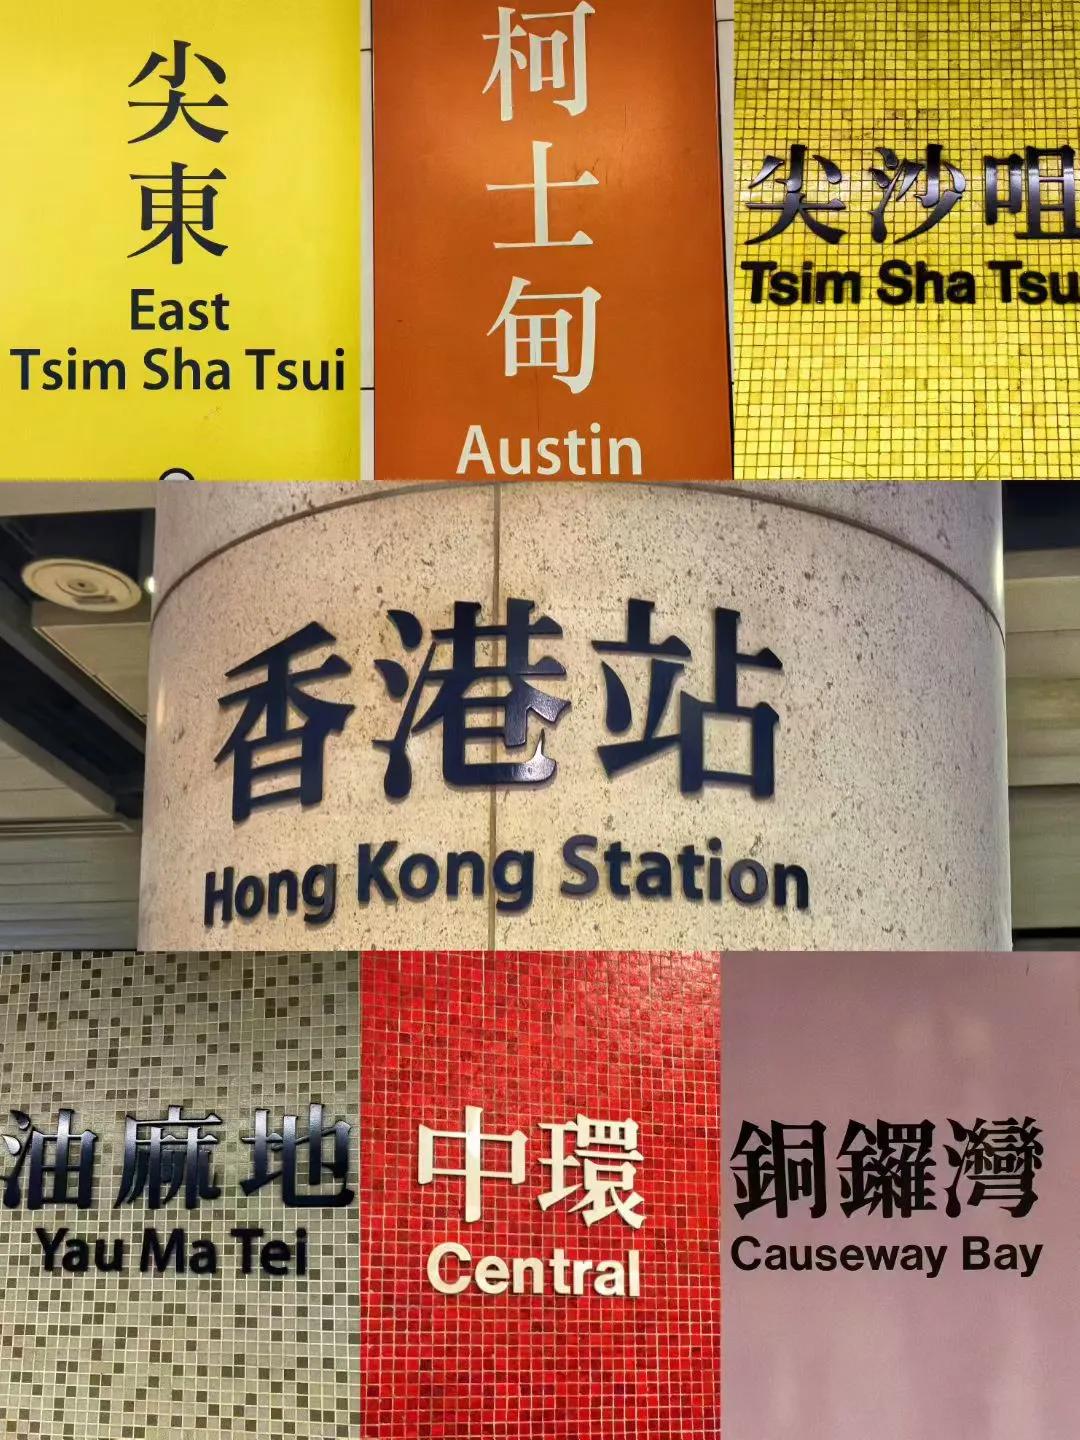 尖東
East
Tsim Sha Tsui
柯士甸
Austin
尖沙咀
Tsim Sha Tsu
香港站
Hong Kong Station
油麻地
Yau Ma Tei
中環
Central
銅鑼灣
Causeway Bay